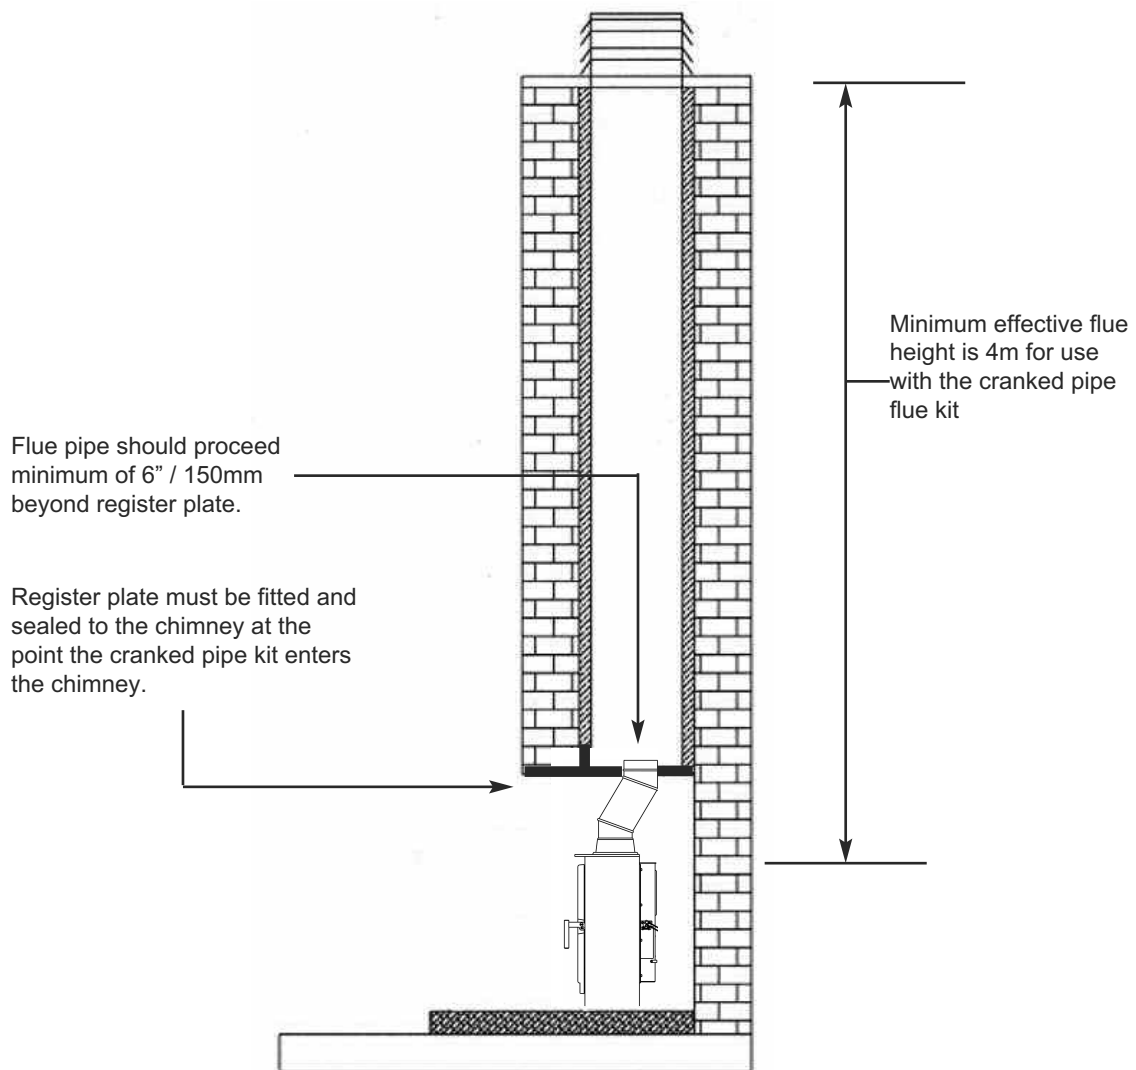 Minimum effective flue
height is 4m for use
with the cranked pipe
flue kit
Flue pipe should proceed
minimum of 6” / 150mm
beyond register plate.
Register plate must be fitted and
sealed to the chimney at the
point the cranked pipe kit enters
the chimney.